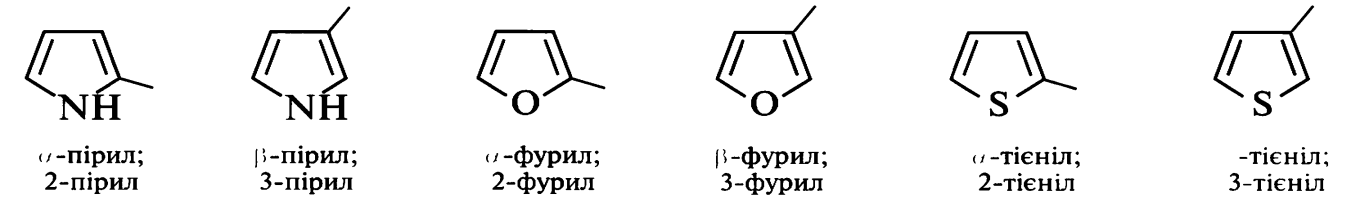 NH NH O O S S
α-пірил; β-пірил; α-фурил; β-фурил; α-тієніл; -тієніл;
2-пірил 3-пірил 2-фурил 3-фурил 2-тієніл 3-тієніл